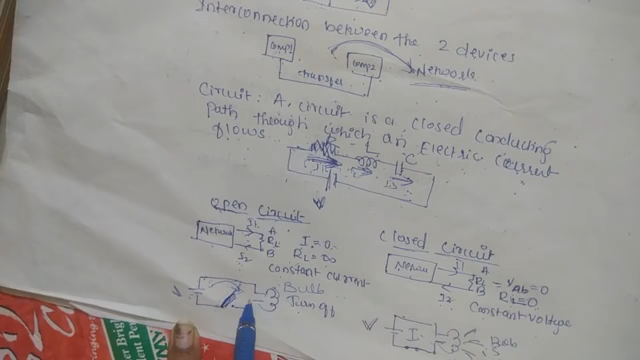 Interconnection between the 2 devices
Comp1
Comp2
transfer
Network
Circuit: A circuit is a closed conducting
path through which an Electric Current
flows
R
L
C
Open Circuit
Network
I1
A
RL
B
I2
I = 0
RL = ∞
constant current
Bulb
Turn off
Closed Circuit
I1
A
RL
B
I2
Vab = 0
RL = 0
Constant voltage
I
Bulb